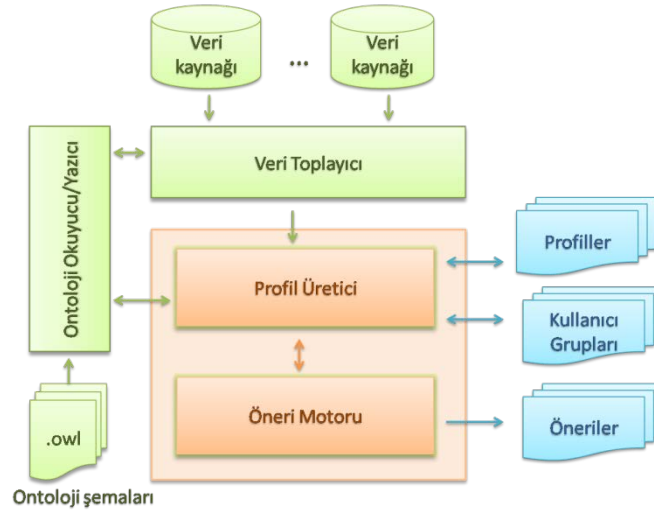 Veri
kaynağı
...
Veri
kaynağı
Ontoloji Okuyucu/Yazıcı
Veri Toplayıcı
Profil Üretici
Profiller
Kullanıcı
Grupları
Öneri Motoru
Öneriler
.owl
Ontoloji şemaları